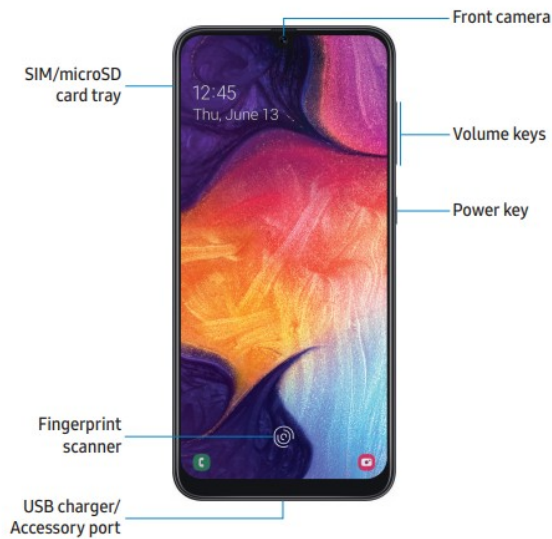 Front camera
SIM/microSD
card tray
12:45
Thu, June 13
Volume keys
Power key
Fingerprint
scanner
USB charger/
Accessory port